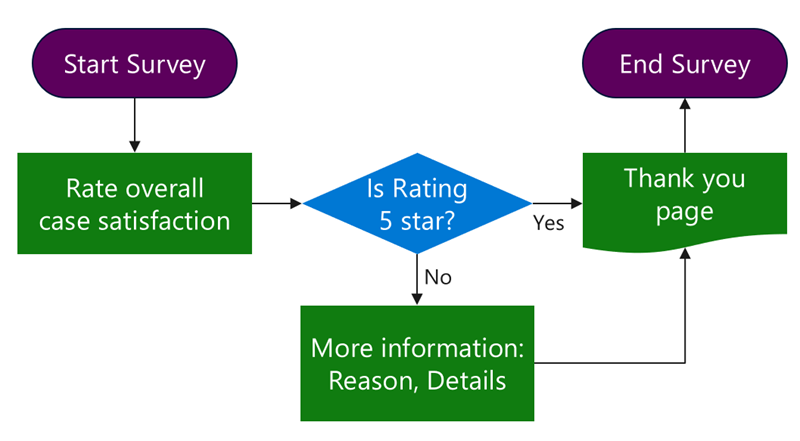 Start Survey
End Survey
Rate overall
case satisfaction
Is Rating
5 star?
Yes
Thank you
page
No
More information:
Reason, Details